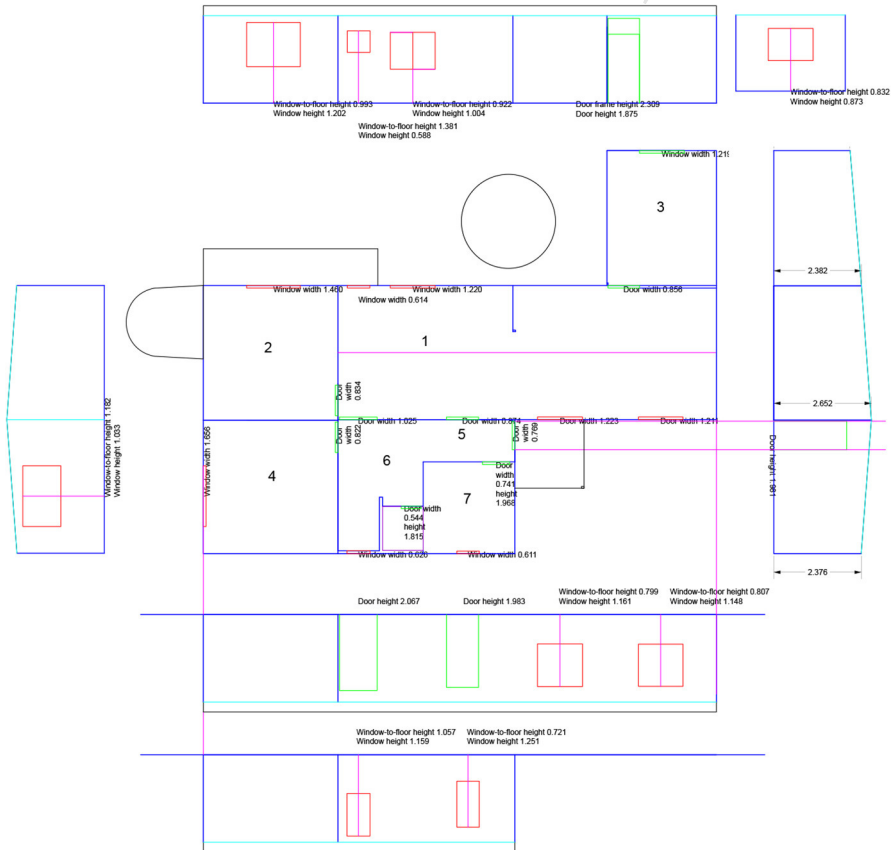 Window-to-floor height 0.993
Window height 1.202
Window-to-floor height 0.922
Window height 1.004
Door frame height 2.309
Door height 1.875
Window-to-floor height 0.832
Window height 0.873
Window-to-floor height 1.381
Window height 0.588
Window width 1.219
3
2.382
Window width 1.460
Window width 1.220
Door width 0.856
Window width 0.614
1
2
Door
width
0.834
2.652
Window-to-floor height 1.182
Window height 1.033
Door width 1.025
Door width 0.874
Door width 1.223
Door width 1.211
Window width 1.656
Door
width
0.822
5
Door
width
0.769
6
4
Door
width
0.741
height
1.968
7
Door height 1.981
Door width
0.544
height
1.815
Window width 0.626
Window width 0.611
2.376
Door height 2.067
Door height 1.983
Window-to-floor height 0.799
Window height 1.161
Window-to-floor height 0.807
Window height 1.148
Window-to-floor height 1.057
Window height 1.159
Window-to-floor height 0.721
Window height 1.251